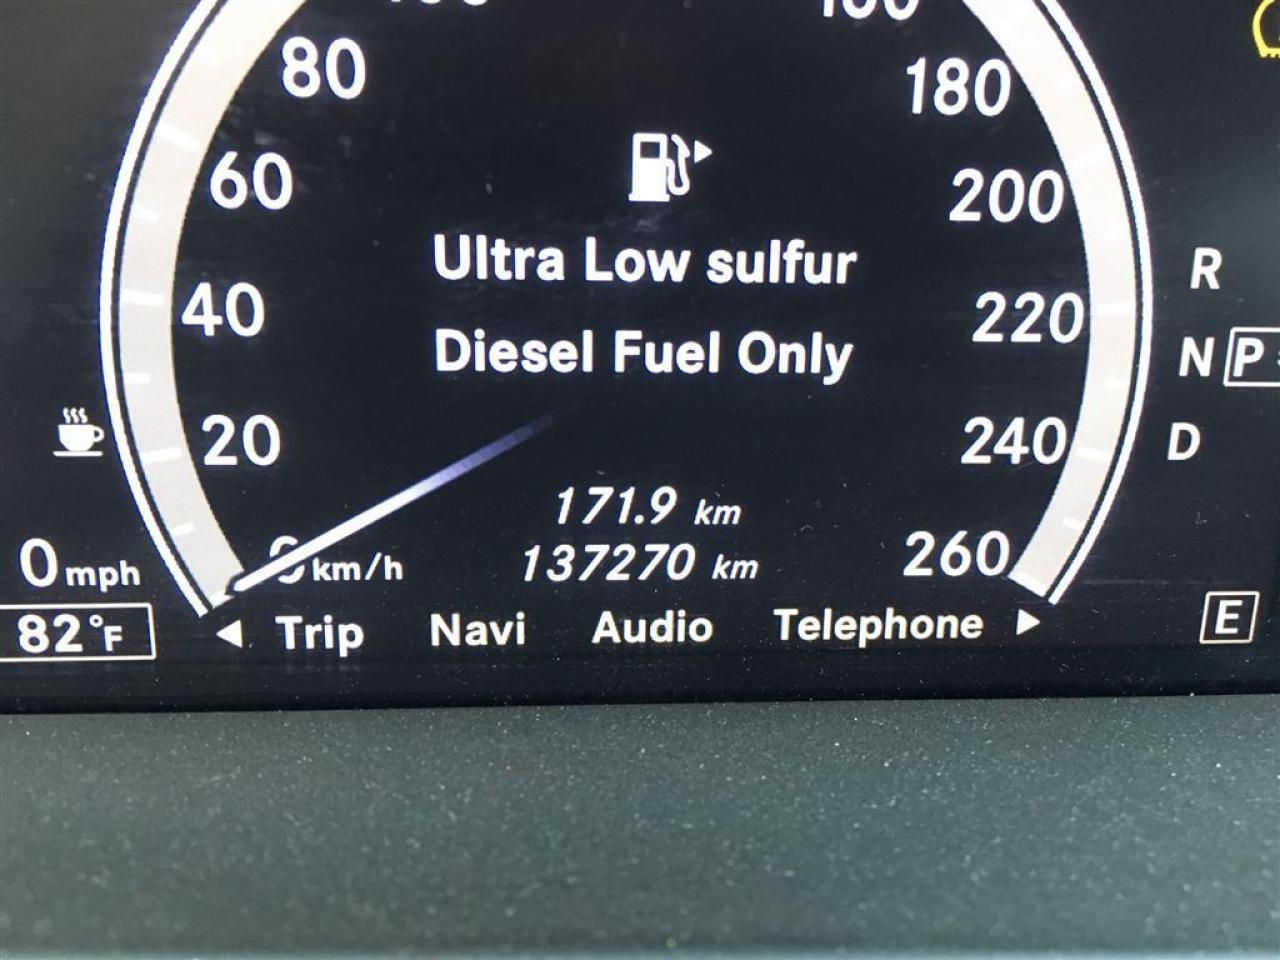 80
180
60
200
Ultra Low sulfur
R
40
220
Diesel Fuel Only
N P
20
240
D
171.9 km
0 mph
km/h
137270 km
260
82°F
Trip Navi Audio Telephone
E